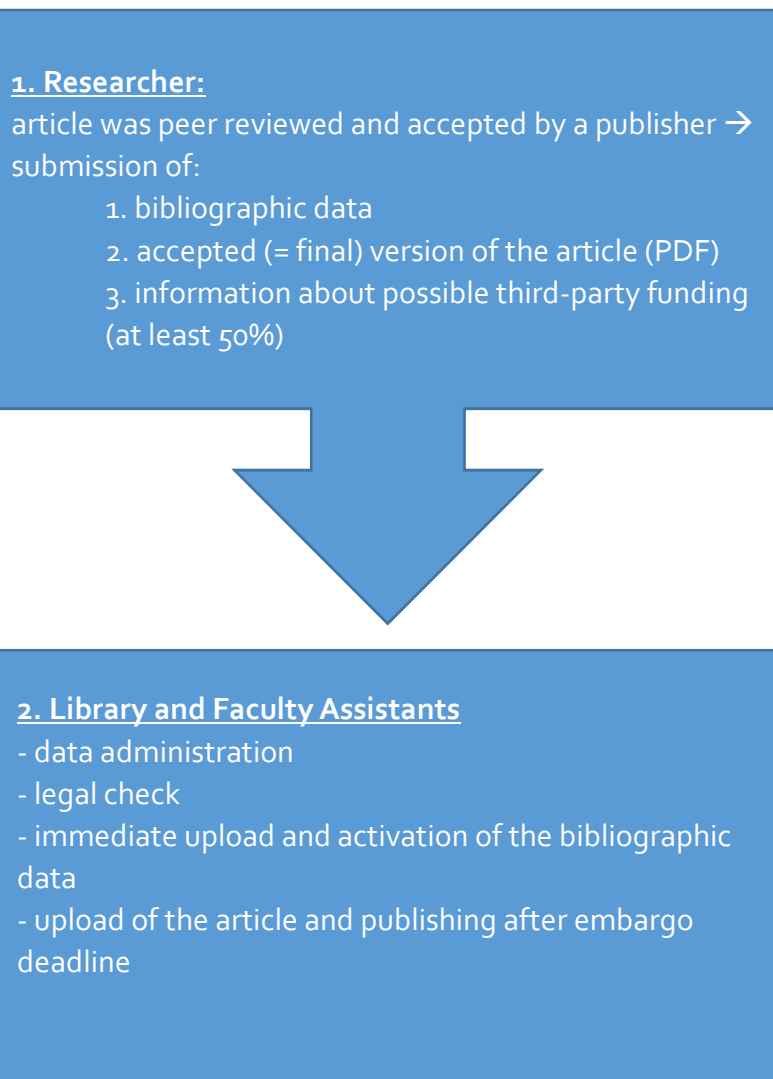 1. Researcher:
article was peer reviewed and accepted by a publisher →
submission of:
1. bibliographic data
2. accepted (= final) version of the article (PDF)
3. information about possible third-party funding
(at least 50%)
2. Library and Faculty Assistants
- data administration
- legal check
- immediate upload and activation of the bibliographic
data
- upload of the article and publishing after embargo
deadline